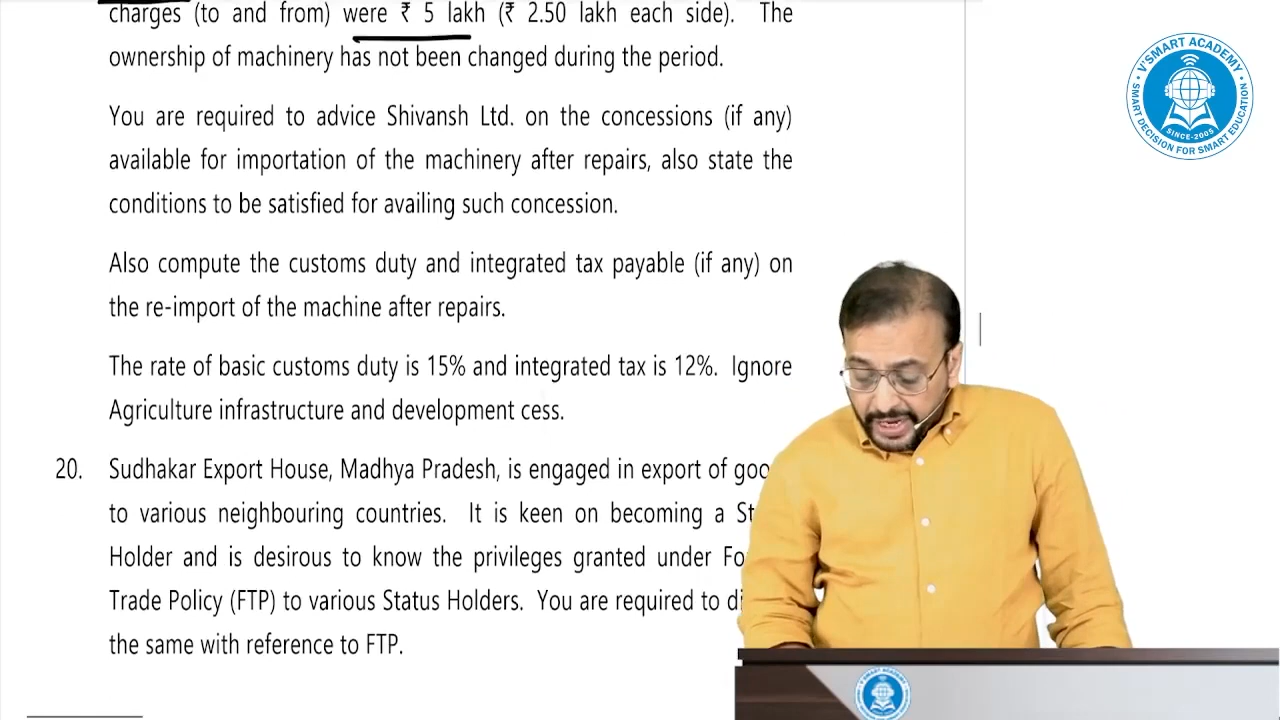 charges (to and from) were ₹ 5 lakh (₹ 2.50 lakh each side). The
ownership of machinery has not been changed during the period.
You are required to advice Shivansh Ltd. on the concessions (if any)
available for importation of the machinery after repairs, also state the
conditions to be satisfied for availing such concession.
Also compute the customs duty and integrated tax payable (if any) on
the re-import of the machine after repairs.
The rate of basic customs duty is 15% and integrated tax is 12%. Ignore
Agriculture infrastructure and development cess.
20. Sudhakar Export House, Madhya Pradesh, is engaged in export of goo
to various neighbouring countries. It is keen on becoming a St
Holder and is desirous to know the privileges granted under Fo
Trade Policy (FTP) to various Status Holders. You are required to di
the same with reference to FTP.
V'SMART ACADEMY
SMART DECISION FOR SMART EDUCATION
SINCE-2005